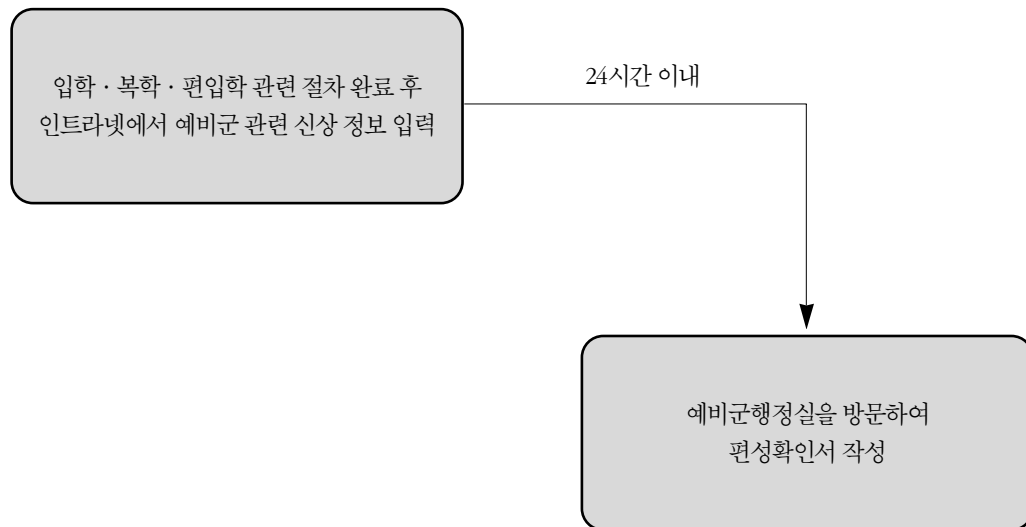 입학 · 복학 · 편입학 관련 절차 완료 후
인트라넷에서 예비군 관련 신상 정보 입력
24시간 이내
예비군행정실을 방문하여
편성확인서 작성